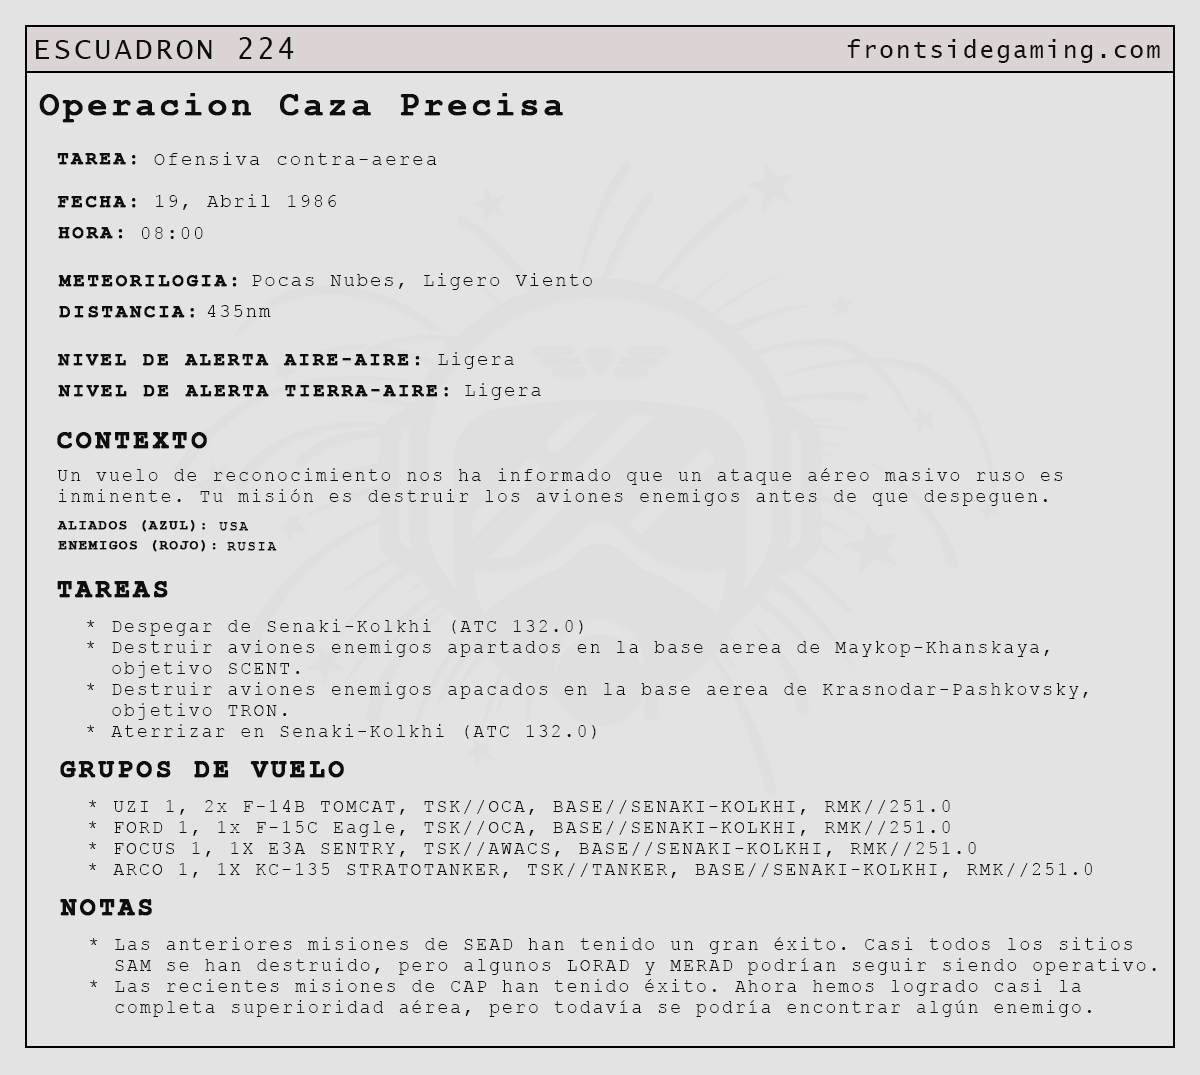 ESCUADRON 224
frontsidegaming.com
Operacion Caza Precisa
TAREA: Ofensiva contra-aerea
FECHA: 19, Abril 1986
HORA: 08:00
METEORILOGIA: Pocas Nubes, Ligero Viento
DISTANCIA: 435nm
NIVEL DE ALERTA AIRE-AIRE: Ligera
NIVEL DE ALERTA TIERRA-AIRE: Ligera
CONTEXTO
Un vuelo de reconocimiento nos ha informado que un ataque aéreo masivo ruso es
inminente. Tu misión es destruir los aviones enemigos antes de que despeguen.
ALIADOS (AZUL): USA
ENEMIGOS (ROJO): RUSIA
TAREAS
* Despegar de Senaki-Kolkhi (ATC 132.0)
* Destruir aviones enemigos apartados en la base aerea de Maykop-Khanskaya,
objetivo SCENT.
* Destruir aviones enemigos apacados en la base aerea de Krasnodar-Pashkovsky,
objetivo TRON.
* Aterrizar en Senaki-Kolkhi (ATC 132.0)
GRUPOS DE VUELO
* UZI 1, 2x F-14B TOMCAT, TSK//OCA, BASE//SENAKI-KOLKHI, RMK//251.0
* FORD 1, 1x F-15C Eagle, TSK//OCA, BASE//SENAKI-KOLKHI, RMK//251.0
* FOCUS 1, 1X E3A SENTRY, TSK//AWACS, BASE//SENAKI-KOLKHI, RMK//251.0
* ARCO 1, 1X KC-135 STRATOTANKER, TSK//TANKER, BASE//SENAKI-KOLKHI, RMK//251.0
NOTAS
* Las anteriores misiones de SEAD han tenido un gran éxito. Casi todos los sitios
SAM se han destruido, pero algunos LORAD y MERAD podrían seguir siendo operativo.
* Las recientes misiones de CAP han tenido éxito. Ahora hemos logrado casi la
completa superioridad aérea, pero todavía se podría encontrar algún enemigo.